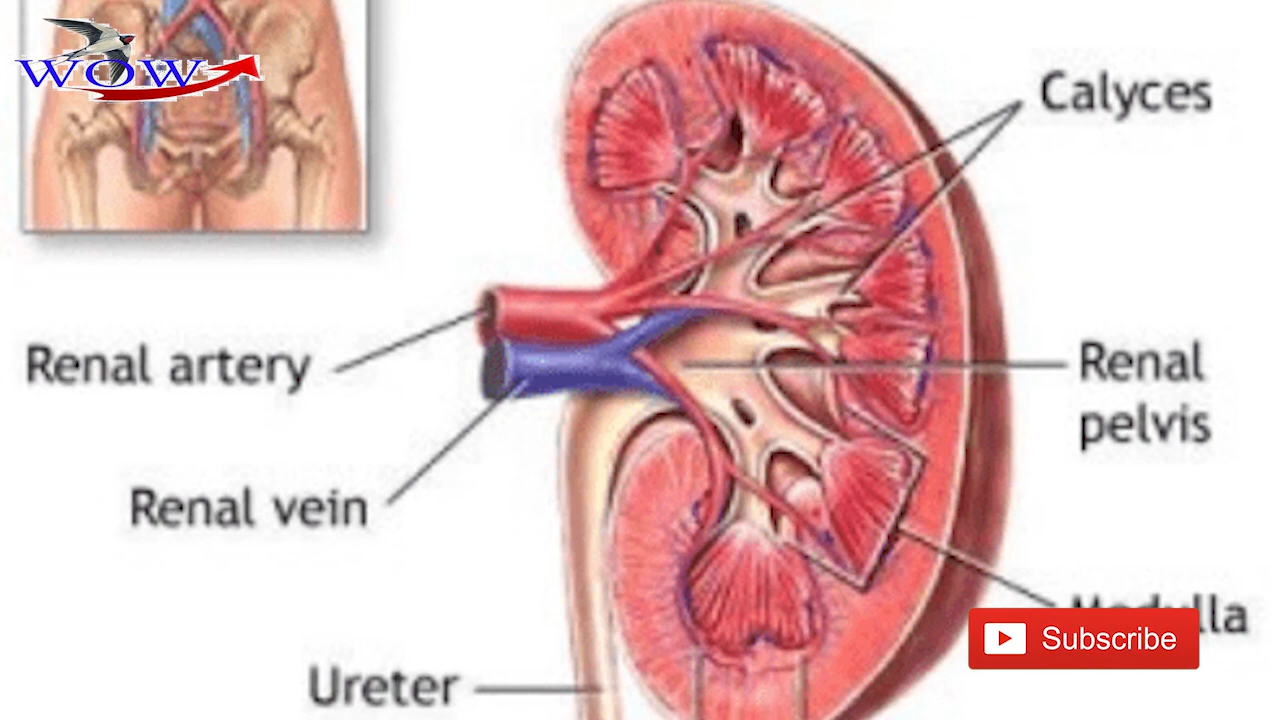 WOW
Calyces
Renal artery
Renal
pelvis
Renal vein
Subscribe
Ureter